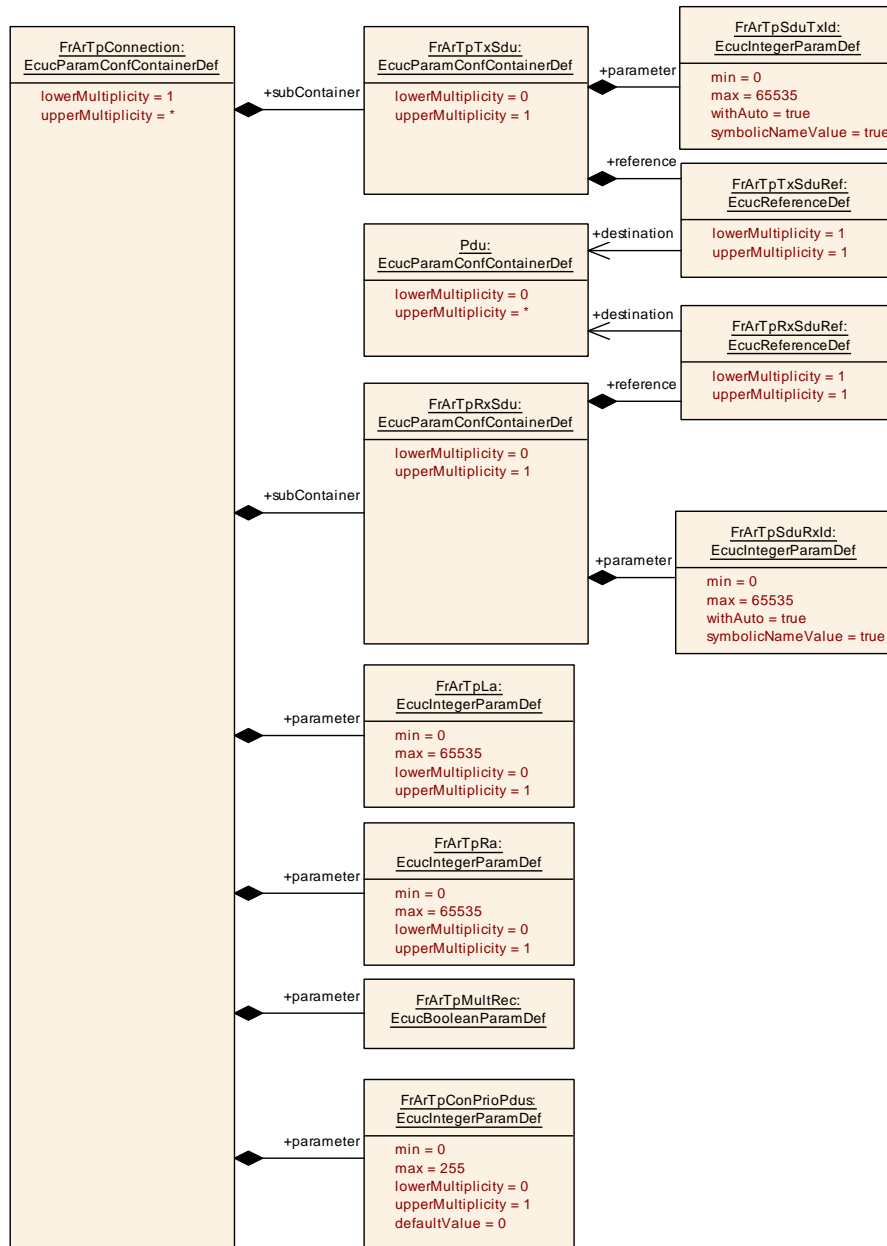 FrArTpConnection:
EcucParamConfContainerDef
lowerMultiplicity = 1
upperMultiplicity = *
+subContainer
FrArTpTxSdu:
EcucParamConfContainerDef
lowerMultiplicity = 0
upperMultiplicity = 1
+parameter
FrArTpSduTxId:
EcucIntegerParamDef
min = 0
max = 65535
withAuto = true
symbolicNameValue = true
+reference
FrArTpTxSduRef:
EcucReferenceDef
lowerMultiplicity = 1
upperMultiplicity = 1
+destination
Pdu:
EcucParamConfContainerDef
lowerMultiplicity = 0
upperMultiplicity = *
+destination
FrArTpRxSduRef:
EcucReferenceDef
lowerMultiplicity = 1
upperMultiplicity = 1
+reference
FrArTpRxSdu:
EcucParamConfContainerDef
lowerMultiplicity = 0
upperMultiplicity = 1
+subContainer
+parameter
FrArTpSduRxId:
EcucIntegerParamDef
min = 0
max = 65535
withAuto = true
symbolicNameValue = true
+parameter
FrArTpLa:
EcucIntegerParamDef
min = 0
max = 65535
lowerMultiplicity = 0
upperMultiplicity = 1
+parameter
FrArTpRa:
EcucIntegerParamDef
min = 0
max = 65535
lowerMultiplicity = 0
upperMultiplicity = 1
+parameter
FrArTpMultRec:
EcucBooleanParamDef
+parameter
FrArTpConPrioPdus:
EcucIntegerParamDef
min = 0
max = 255
lowerMultiplicity = 0
upperMultiplicity = 1
defaultValue = 0